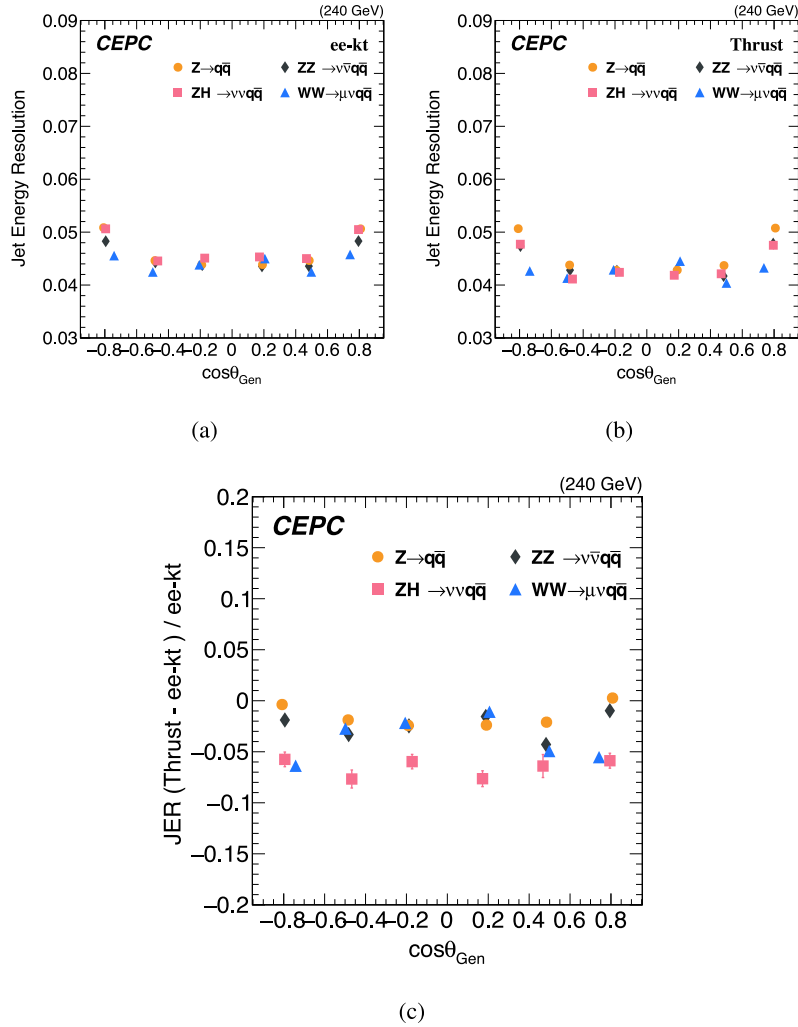 (240 GeV)
CEPC ee-kt
Z→qq̄ ZZ →νν̄qq̄
ZH →ννqq̄ WW→μνqq̄
Jet Energy Resolution
0.09
0.08
0.07
0.06
0.05
0.04
0.03
−0.8 −0.6 −0.4 −0.2 0 0.2 0.4 0.6 0.8
cosθGen
(a)
(240 GeV)
CEPC Thrust
Z→qq̄ ZZ →νν̄qq̄
ZH →ννqq̄ WW→μνqq̄
Jet Energy Resolution
0.09
0.08
0.07
0.06
0.05
0.04
0.03
−0.8 −0.6 −0.4 −0.2 0 0.2 0.4 0.6 0.8
cosθGen
(b)
(240 GeV)
CEPC
Z→qq̄ ZZ →νν̄qq̄
ZH →ννqq̄ WW→μνqq̄
JER (Thrust - ee-kt ) / ee-kt
0.2
0.15
0.1
0.05
0
−0.05
−0.1
−0.15
−0.2
−0.8 −0.6 −0.4 −0.2 0 0.2 0.4 0.6 0.8
cosθGen
(c)